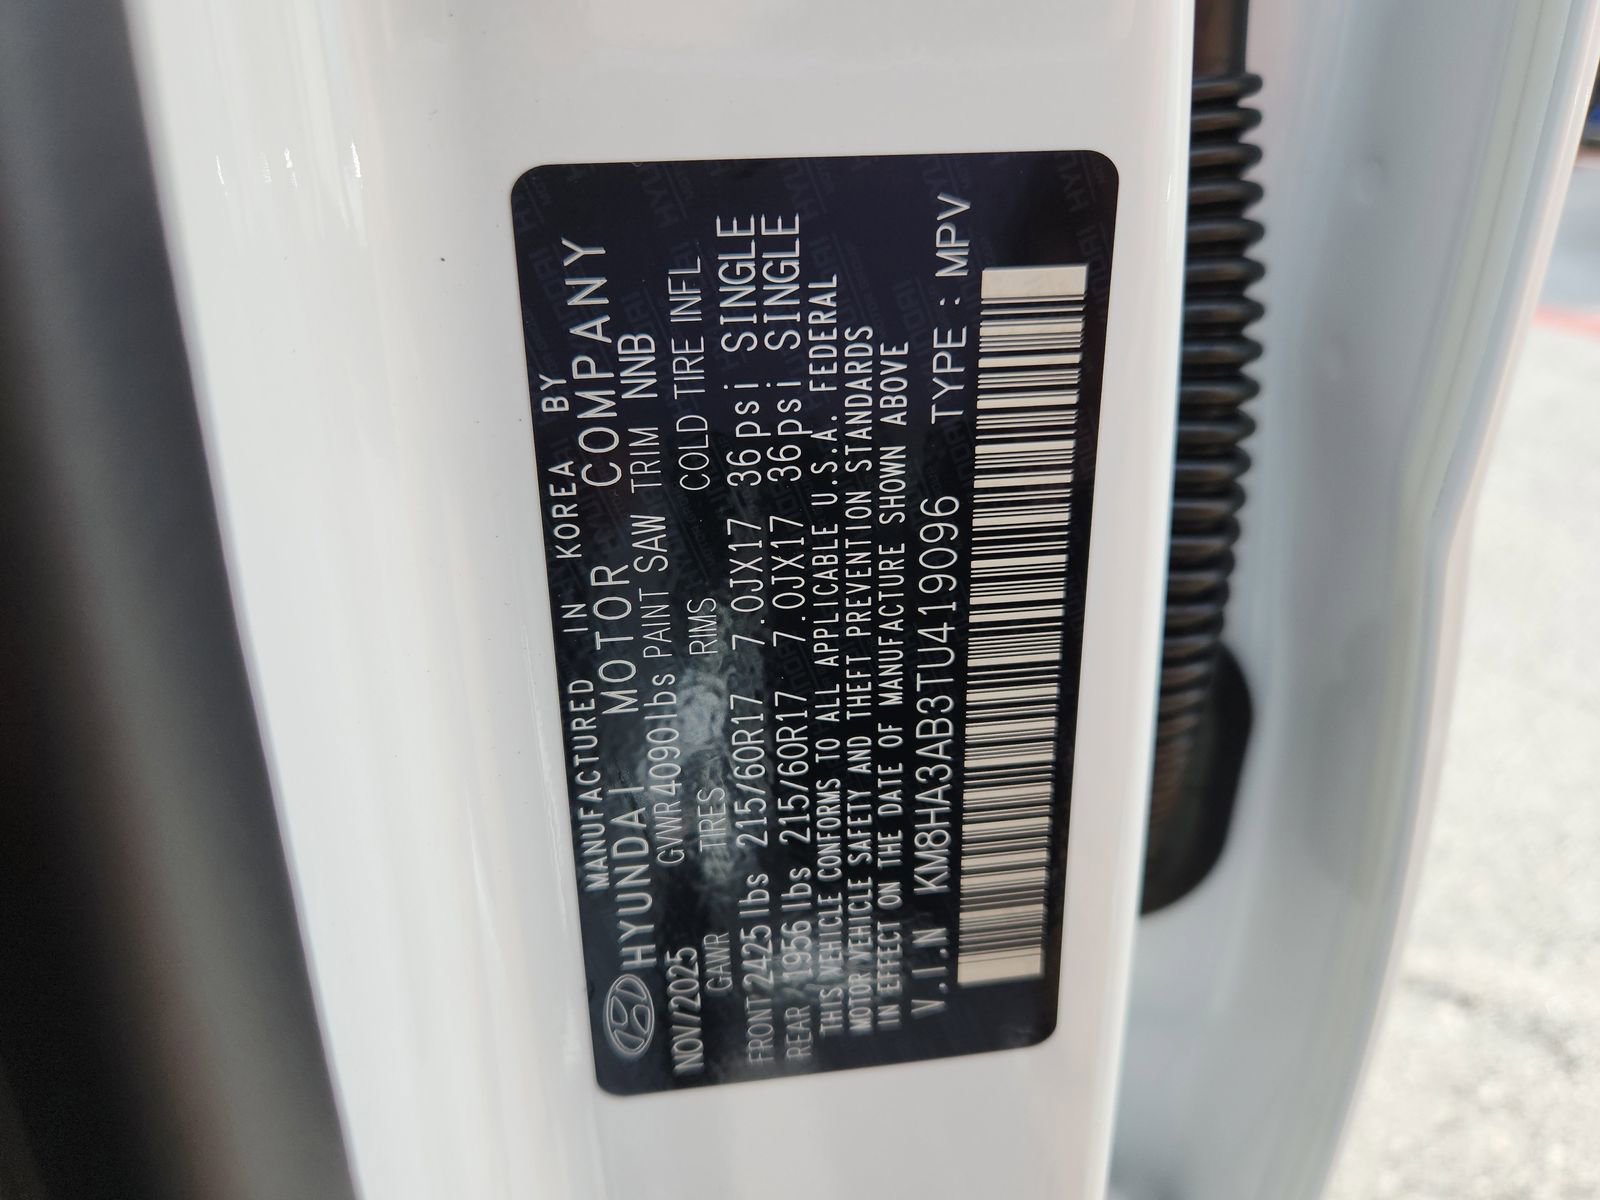 MANUFACTURED IN KOREA BY
HYUNDAI MOTOR COMPANY
NOV/2025 GVWR 4090lbs PAINT SAW TRIM NNB
GAWR TIRES RIMS COLD TIRE INFL
FRONT 2425 lbs 215/60R17 7.0JX17 36psi SINGLE
REAR 1956 lbs 215/60R17 7.0JX17 36psi SINGLE
THIS VEHICLE CONFORMS TO ALL APPLICABLE U.S.A. FEDERAL
MOTOR VEHICLE SAFETY AND THEFT PREVENTION STANDARDS
IN EFFECT ON THE DATE OF MANUFACTURE SHOWN ABOVE
V.I.N KM8HA3AB3TU419096 TYPE : MPV